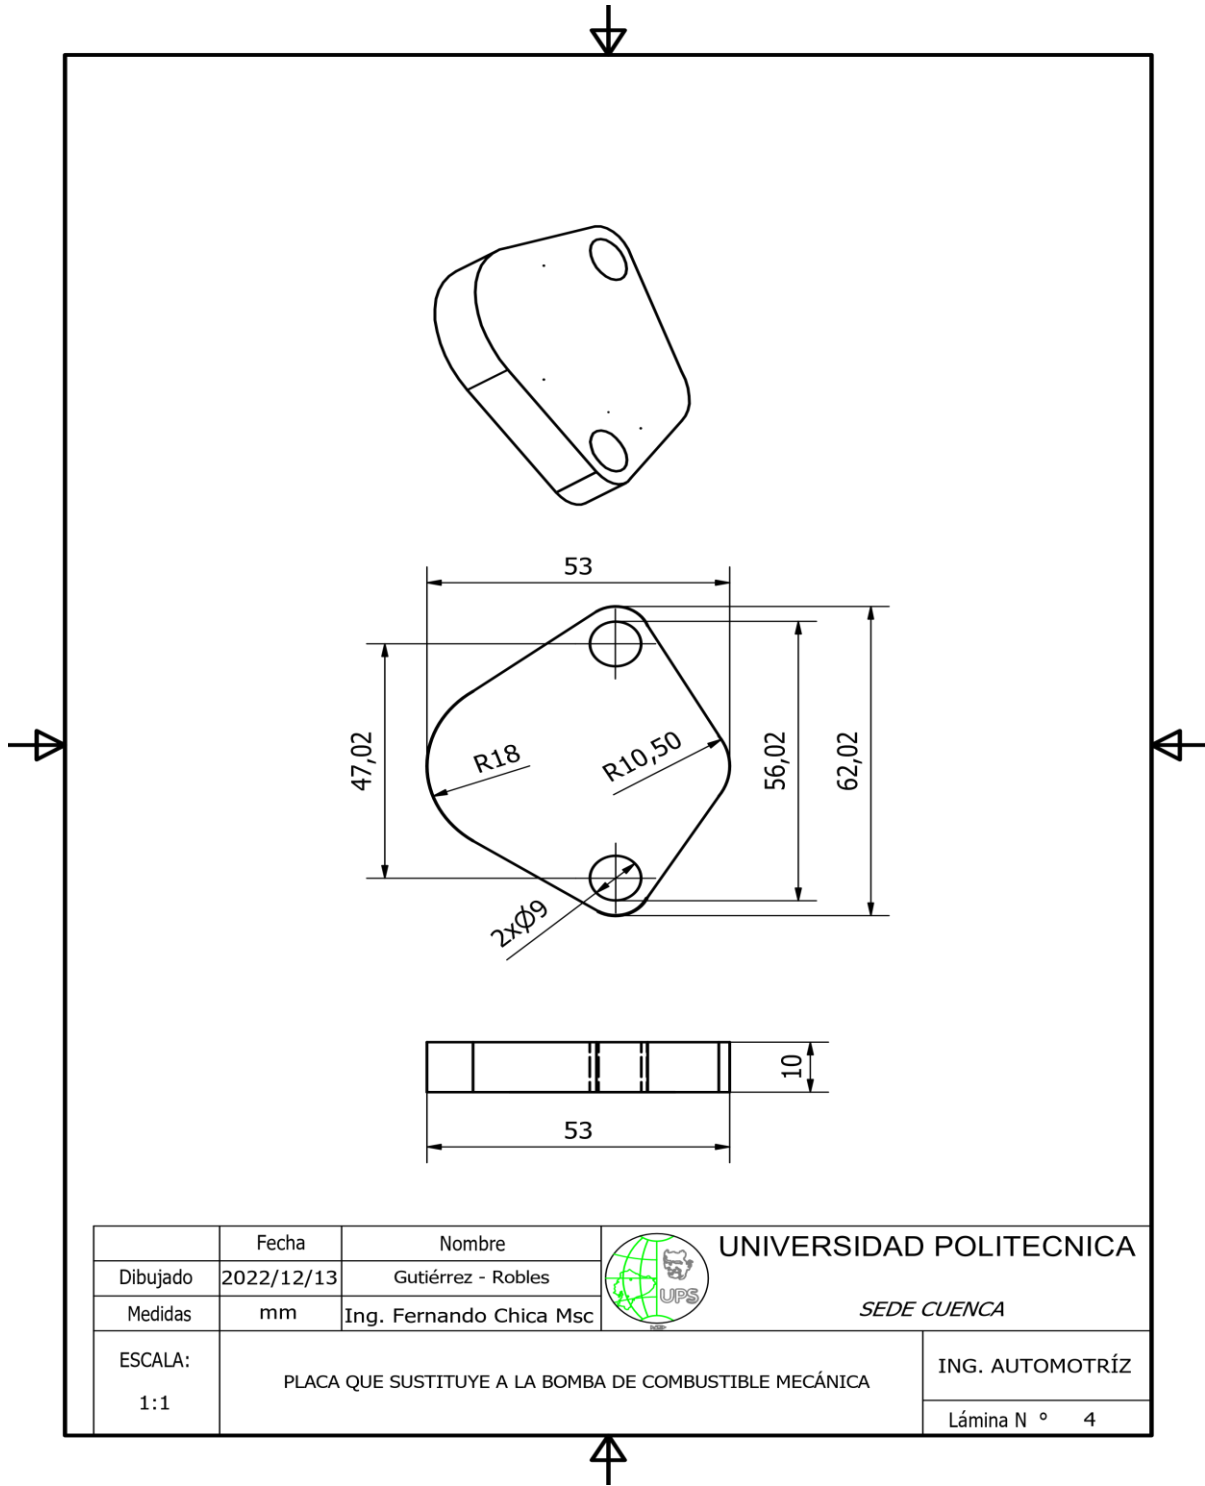 53
47,02
R18
R10,50
56,02
62,02
2xØ9
10
53
Fecha
Nombre
Dibujado
2022/12/13
Gutiérrez - Robles
Medidas
mm
Ing. Fernando Chica Msc
UPS
UNIVERSIDAD POLITECNICA
SEDE CUENCA
ESCALA:
1:1
PLACA QUE SUSTITUYE A LA BOMBA DE COMBUSTIBLE MECÁNICA
ING. AUTOMOTRÍZ
Lámina N ° 4